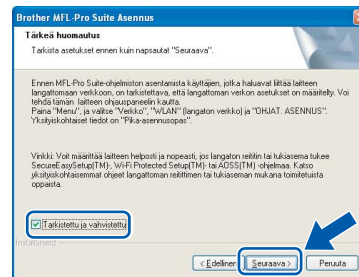 Brother MFL-Pro Suite Asennus
Tärkeä huomautus
Tarkista asetukset ennen kuin napsautat "Seuraava".
Ennen MFL-Pro Suite-ohjelmiston asentamista käyttäjien, jotka haluavat liittää laitteen
langattomaan verkkoon, on tarkistettava, että langattoman verkon asetukset on määritelty. Voi
tehdä tämän laitteen ohjauspaneelin kautta.
Paina "Menu", ja valitse "Verkko", "WLAN" (langaton verkko) ja "OHJAT. ASENNUS".
Yksityiskohtaiset tiedot on "Pika-asennusopas".
Vinkki: Voit määrittää laitteen helposti ja nopeasti, jos langaton reititin tai tukiasema tukee
SecureEasySetup(TM)-, Wi-Fi Protected Setup(TM)- tai AOSS(TM) -ohjelmaa. Katso
yksityiskohtaisemmat ohjeet langattoman reitittimen tai tukiaseman mukana toimitetuista
oppaista.
Tarkistettu ja vahvistettu
InstallShield
< Edellinen Seuraava > Peruuta